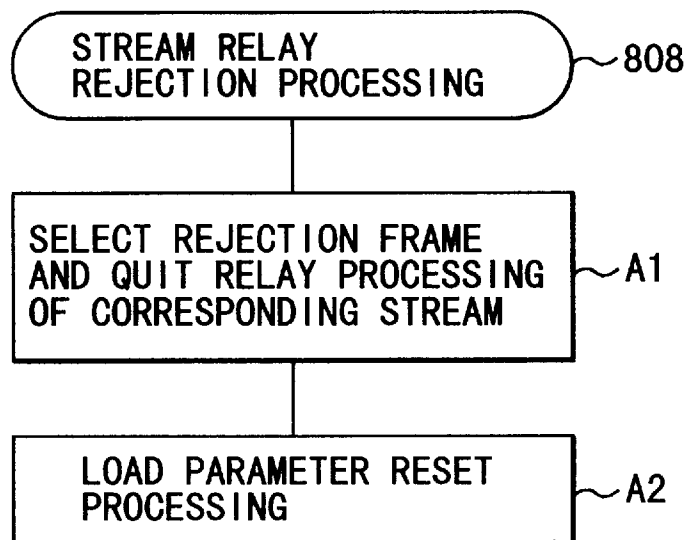 STREAM RELAY
REJECTION PROCESSING
808
SELECT REJECTION FRAME
AND QUIT RELAY PROCESSING
OF CORRESPONDING STREAM
A1
LOAD PARAMETER RESET
PROCESSING
A2